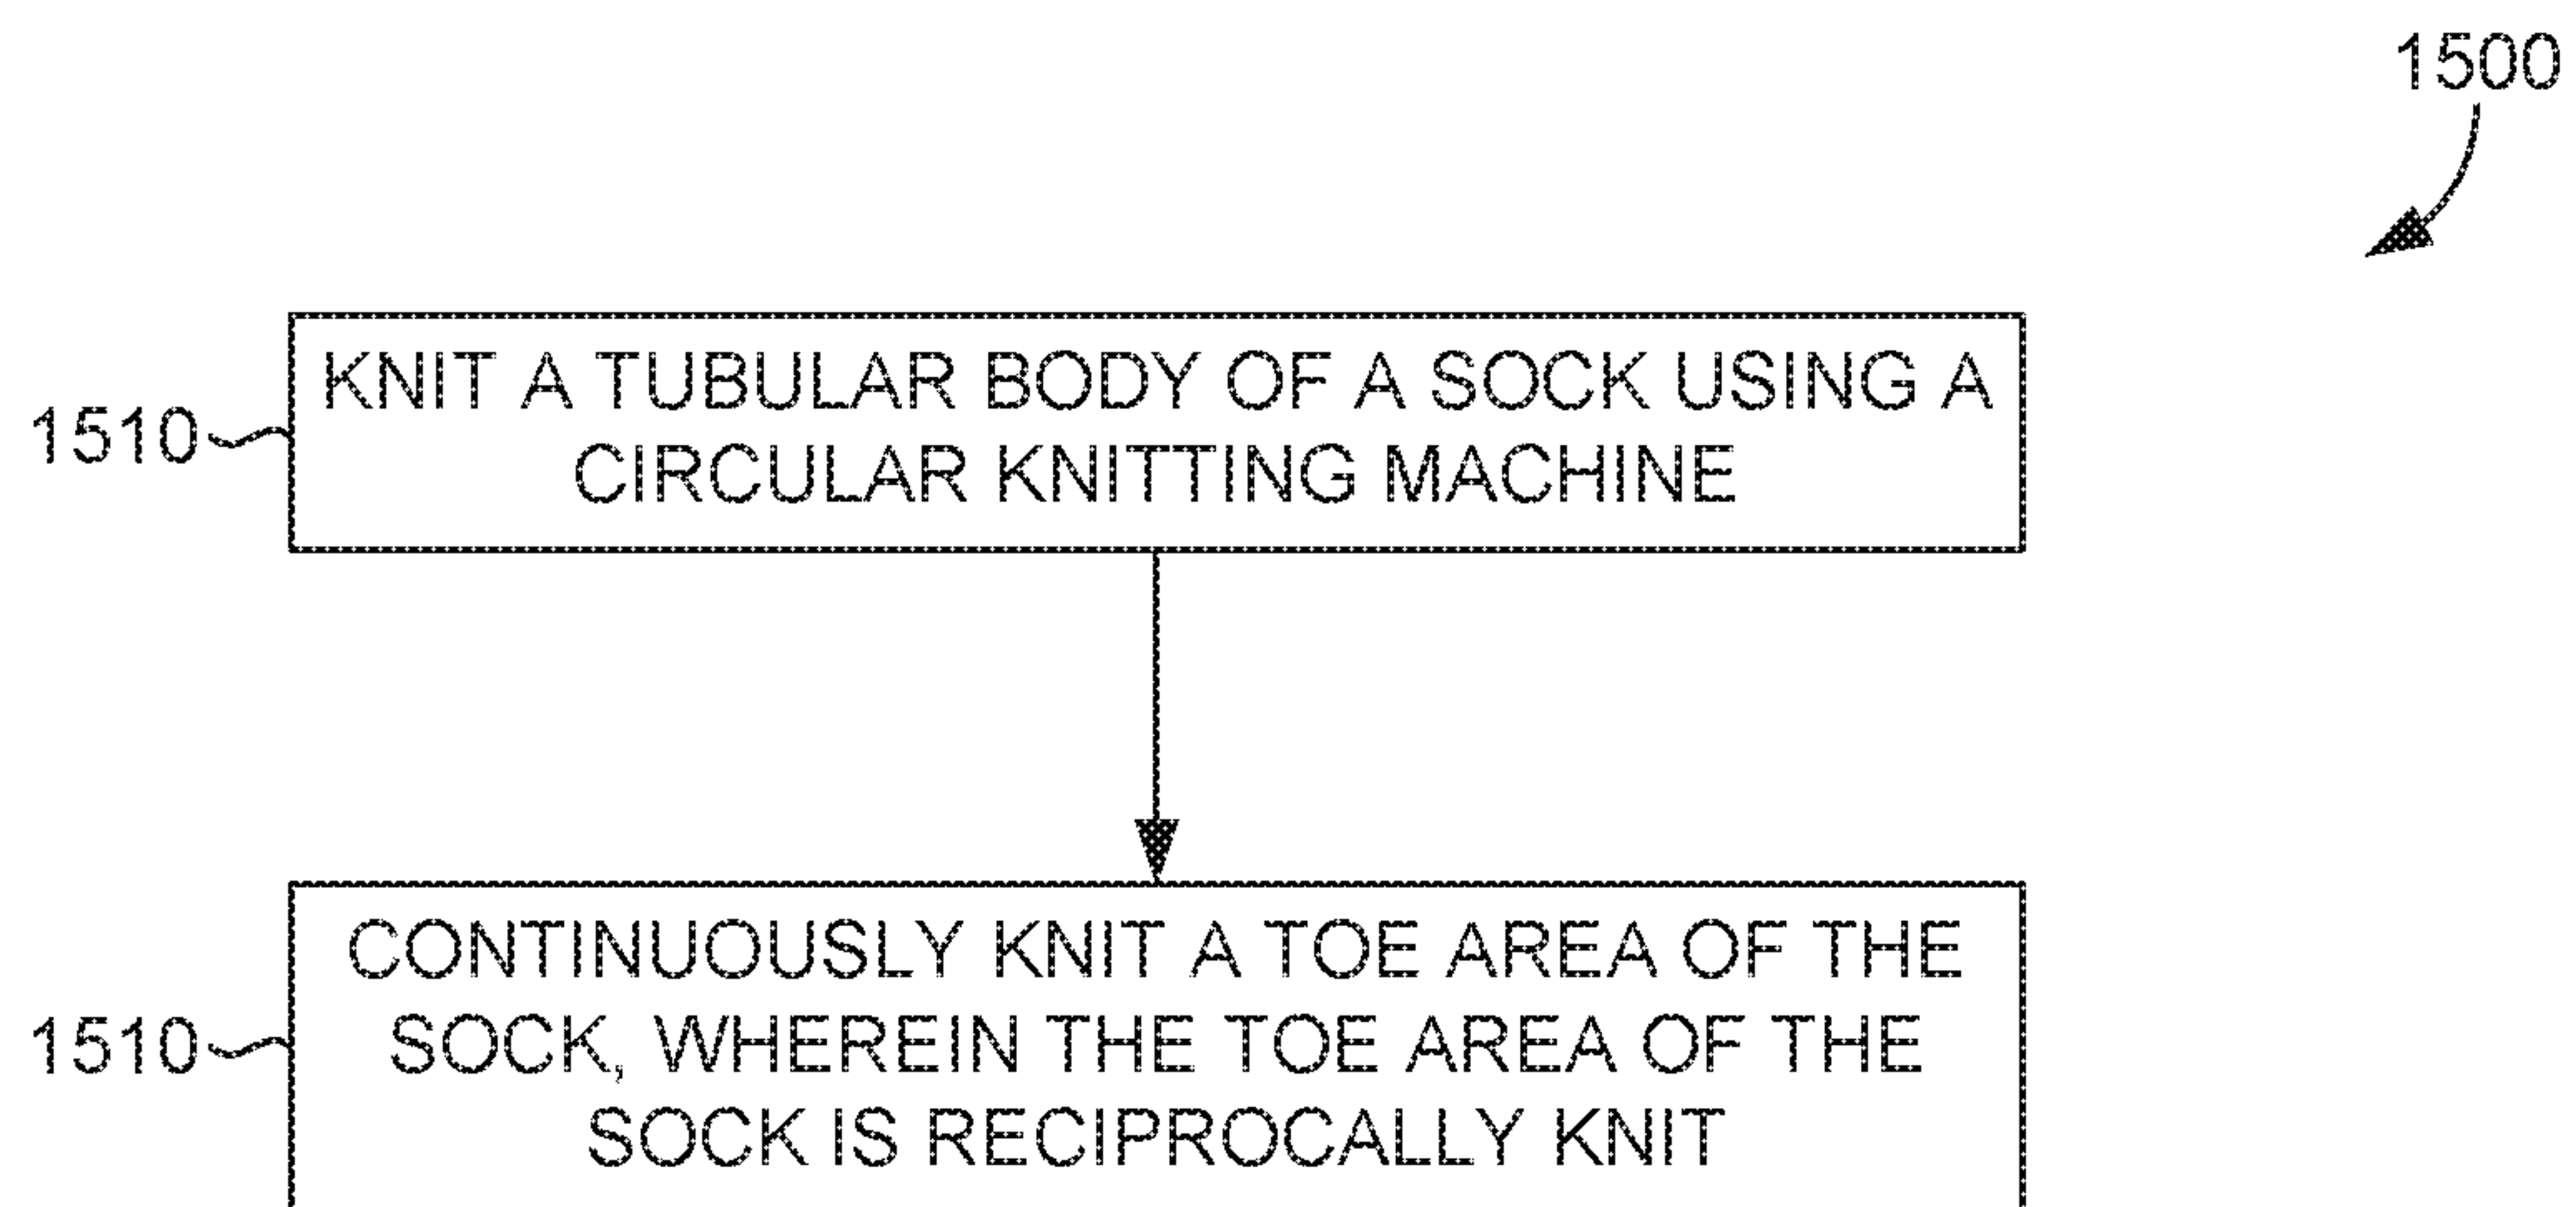 1500
1510
KNIT A TUBULAR BODY OF A SOCK USING A
CIRCULAR KNITTING MACHINE
1510
CONTINUOUSLY KNIT A TOE AREA OF THE
SOCK, WHEREIN THE TOE AREA OF THE
SOCK IS RECIPROCALLY KNIT